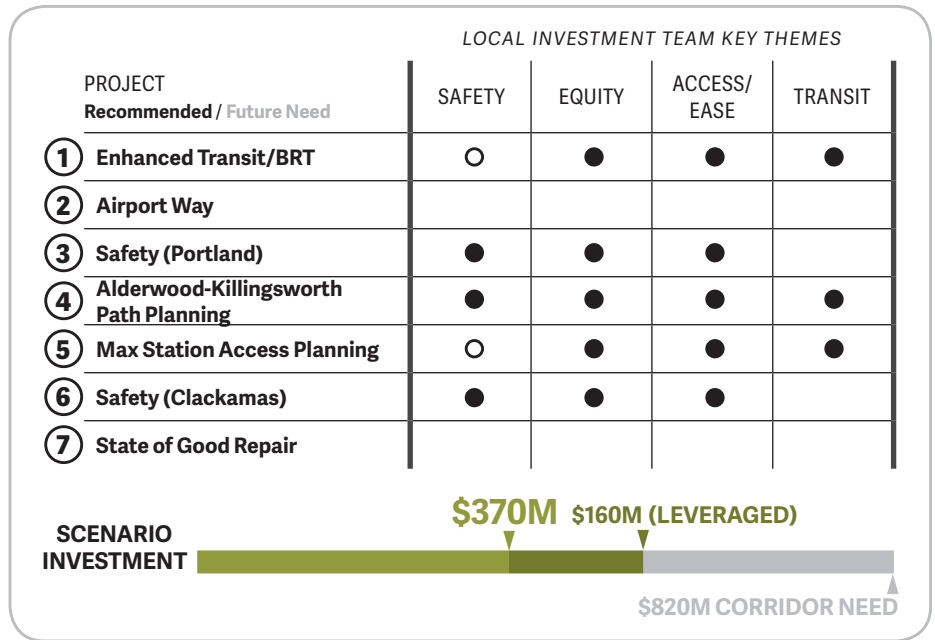 LOCAL INVESTMENT TEAM KEY THEMES
PROJECT
Recommended / Future Need
SAFETY
EQUITY
ACCESS/
EASE
TRANSIT
1 Enhanced Transit/BRT
2 Airport Way
3 Safety (Portland)
4 Alderwood-Killingsworth
Path Planning
5 Max Station Access Planning
6 Safety (Clackamas)
7 State of Good Repair
$370M $160M (LEVERAGED)
SCENARIO
INVESTMENT
$820M CORRIDOR NEED